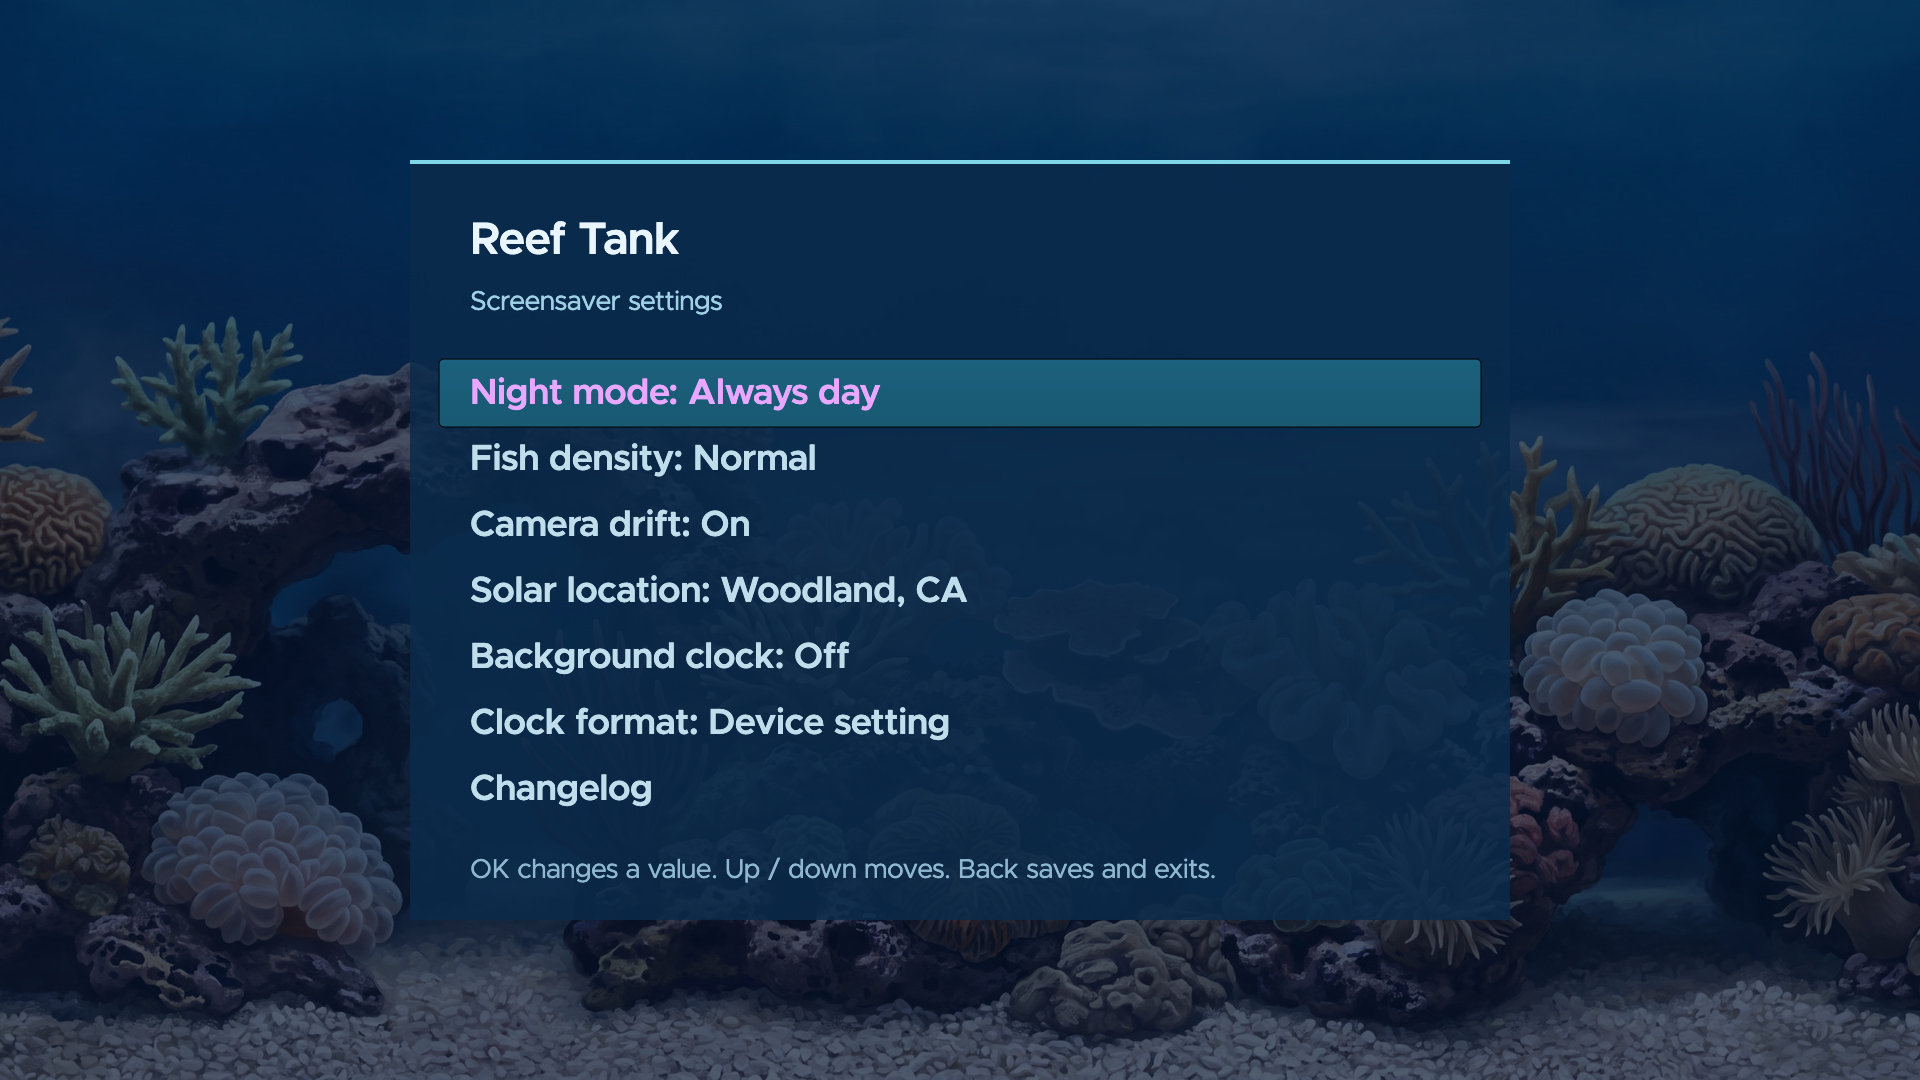 Reef Tank
Screensaver settings
Night mode: Always day
Fish density: Normal
Camera drift: On
Solar location: Woodland, CA
Background clock: Off
Clock format: Device setting
Changelog
OK changes a value. Up / down moves. Back saves and exits.